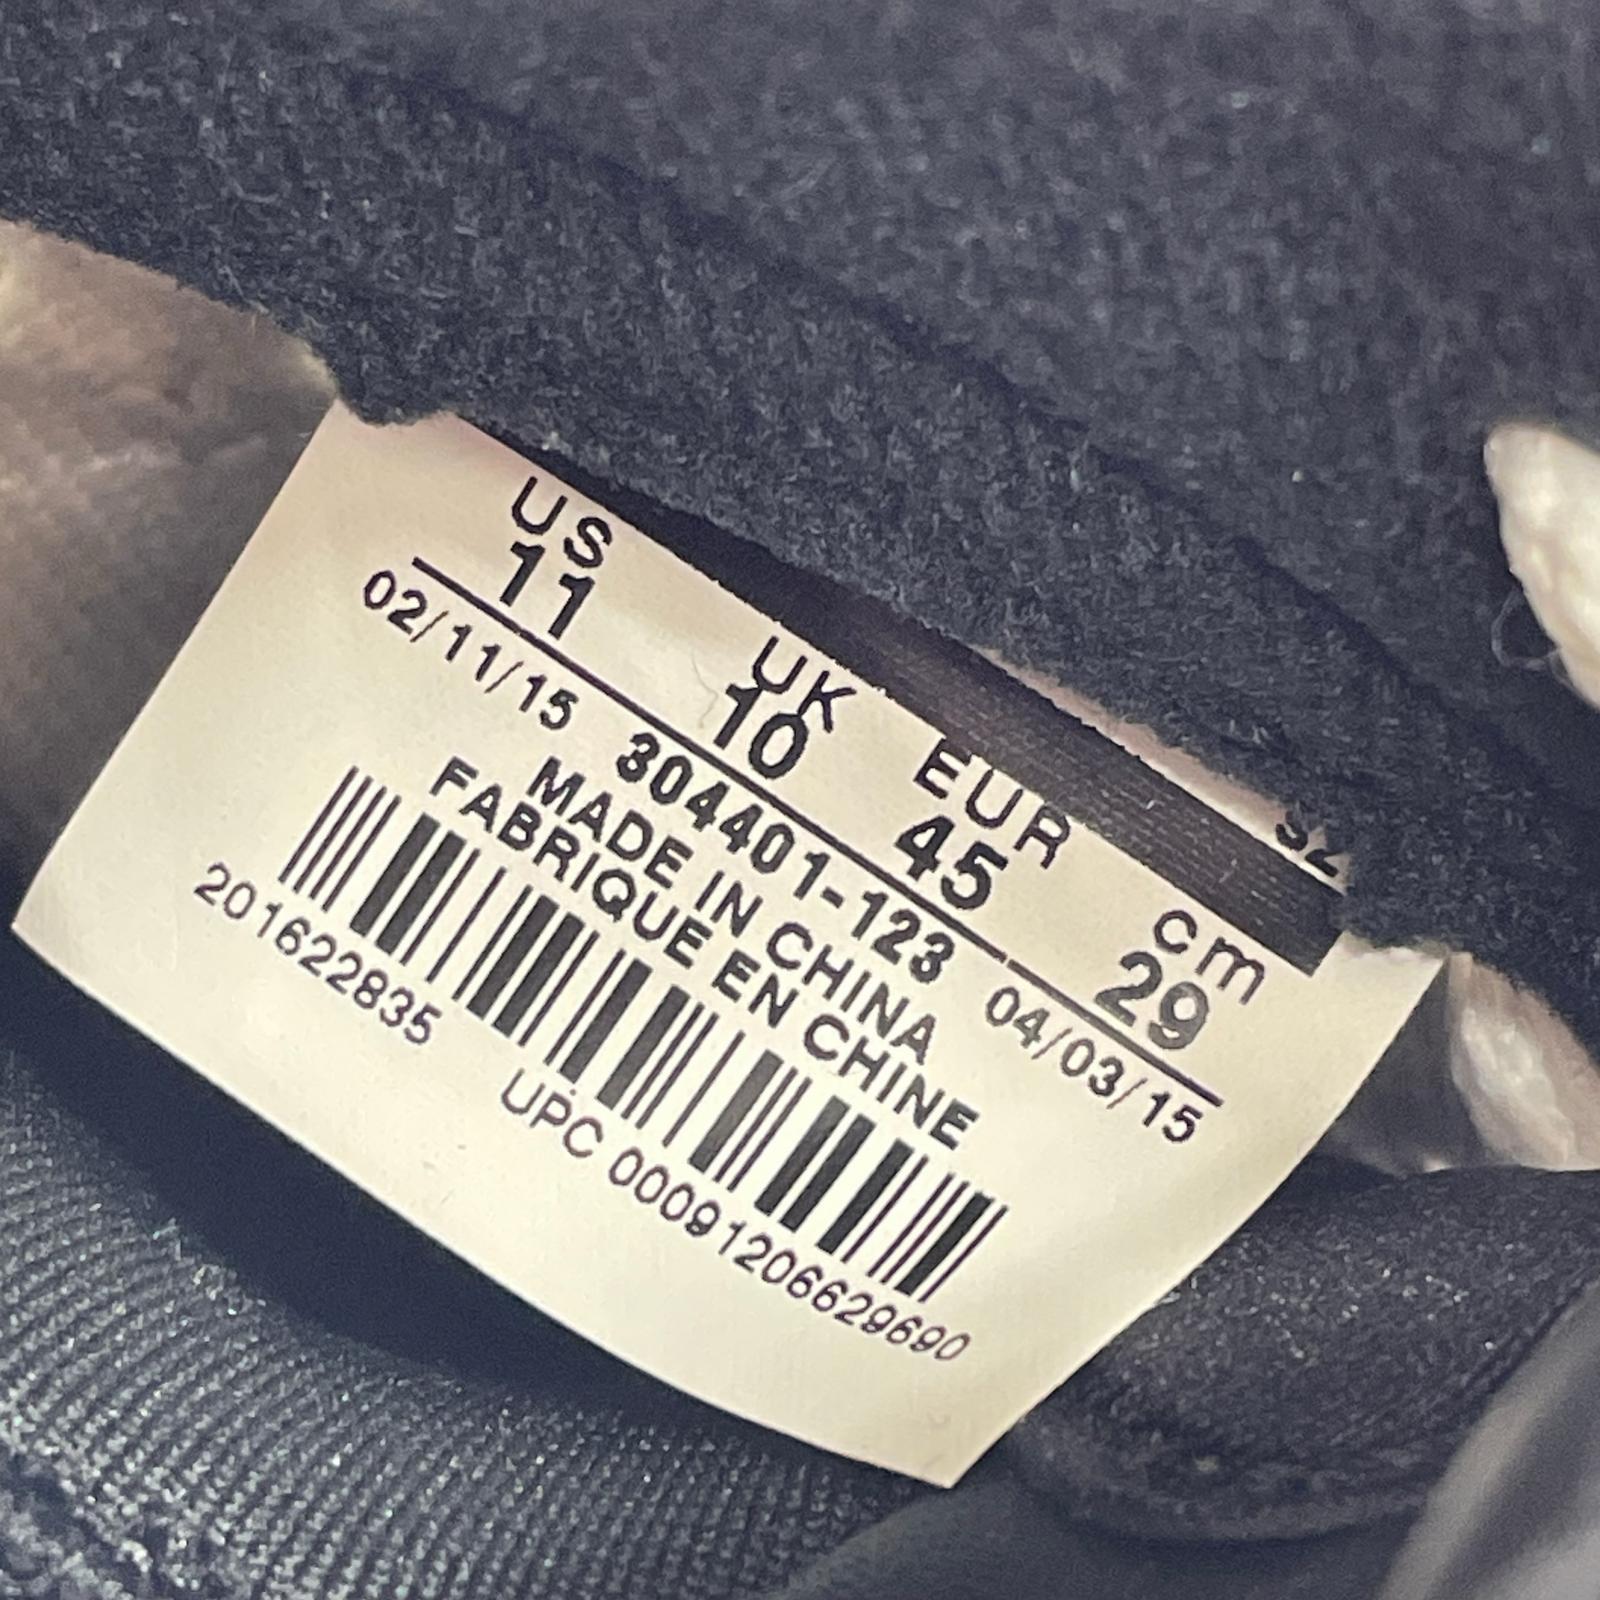 US UK EUR cm
11 10 45 29
02/11/15 304401-123 04/03/15
MADE IN CHINA
FABRIQUE EN CHINE
201622835 UPC 00091206629690